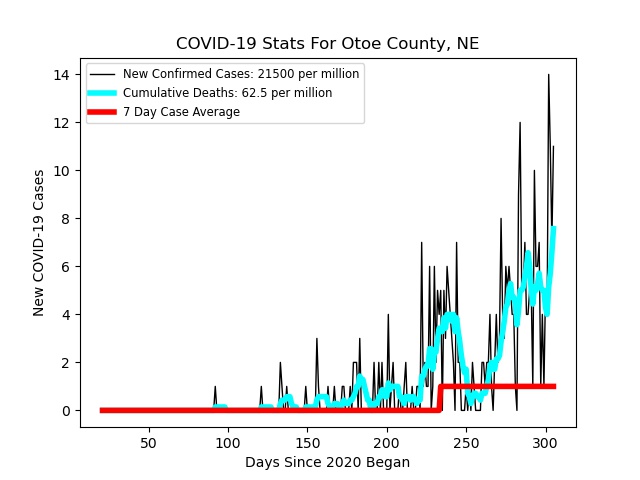 COVID-19 Stats For Otoe County, NE
New Confirmed Cases: 21500 per million
Cumulative Deaths: 62.5 per million
7 Day Case Average
New COVID-19 Cases
14
12
10
8
6
4
2
0
50 100 150 200 250 300
Days Since 2020 Began